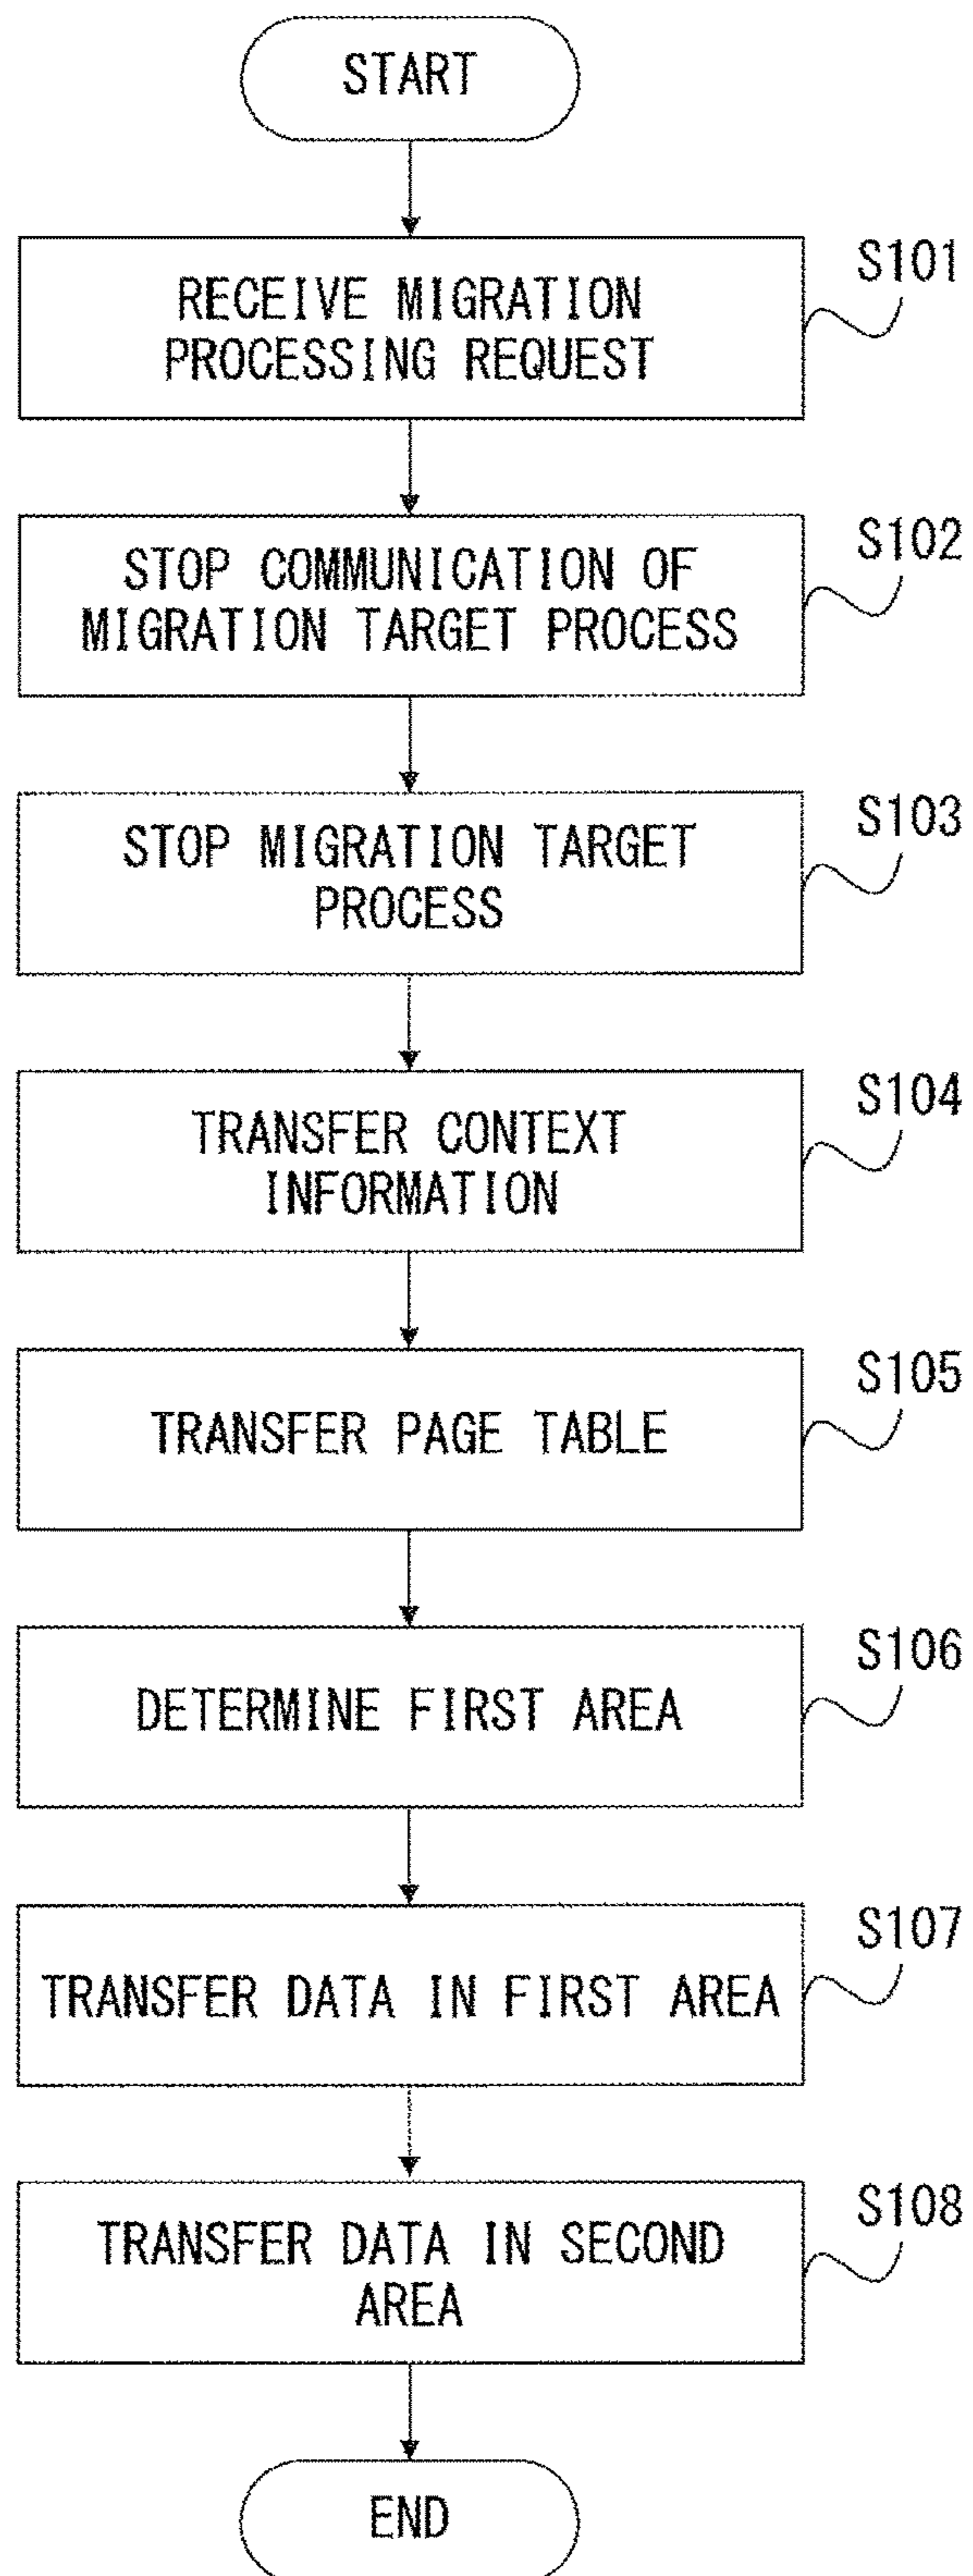 START
RECEIVE MIGRATION
PROCESSING REQUEST
S101
STOP COMMUNICATION OF
MIGRATION TARGET PROCESS
S102
STOP MIGRATION TARGET
PROCESS
S103
TRANSFER CONTEXT
INFORMATION
S104
TRANSFER PAGE TABLE
S105
DETERMINE FIRST AREA
S106
TRANSFER DATA IN FIRST AREA
S107
TRANSFER DATA IN SECOND
AREA
S108
END